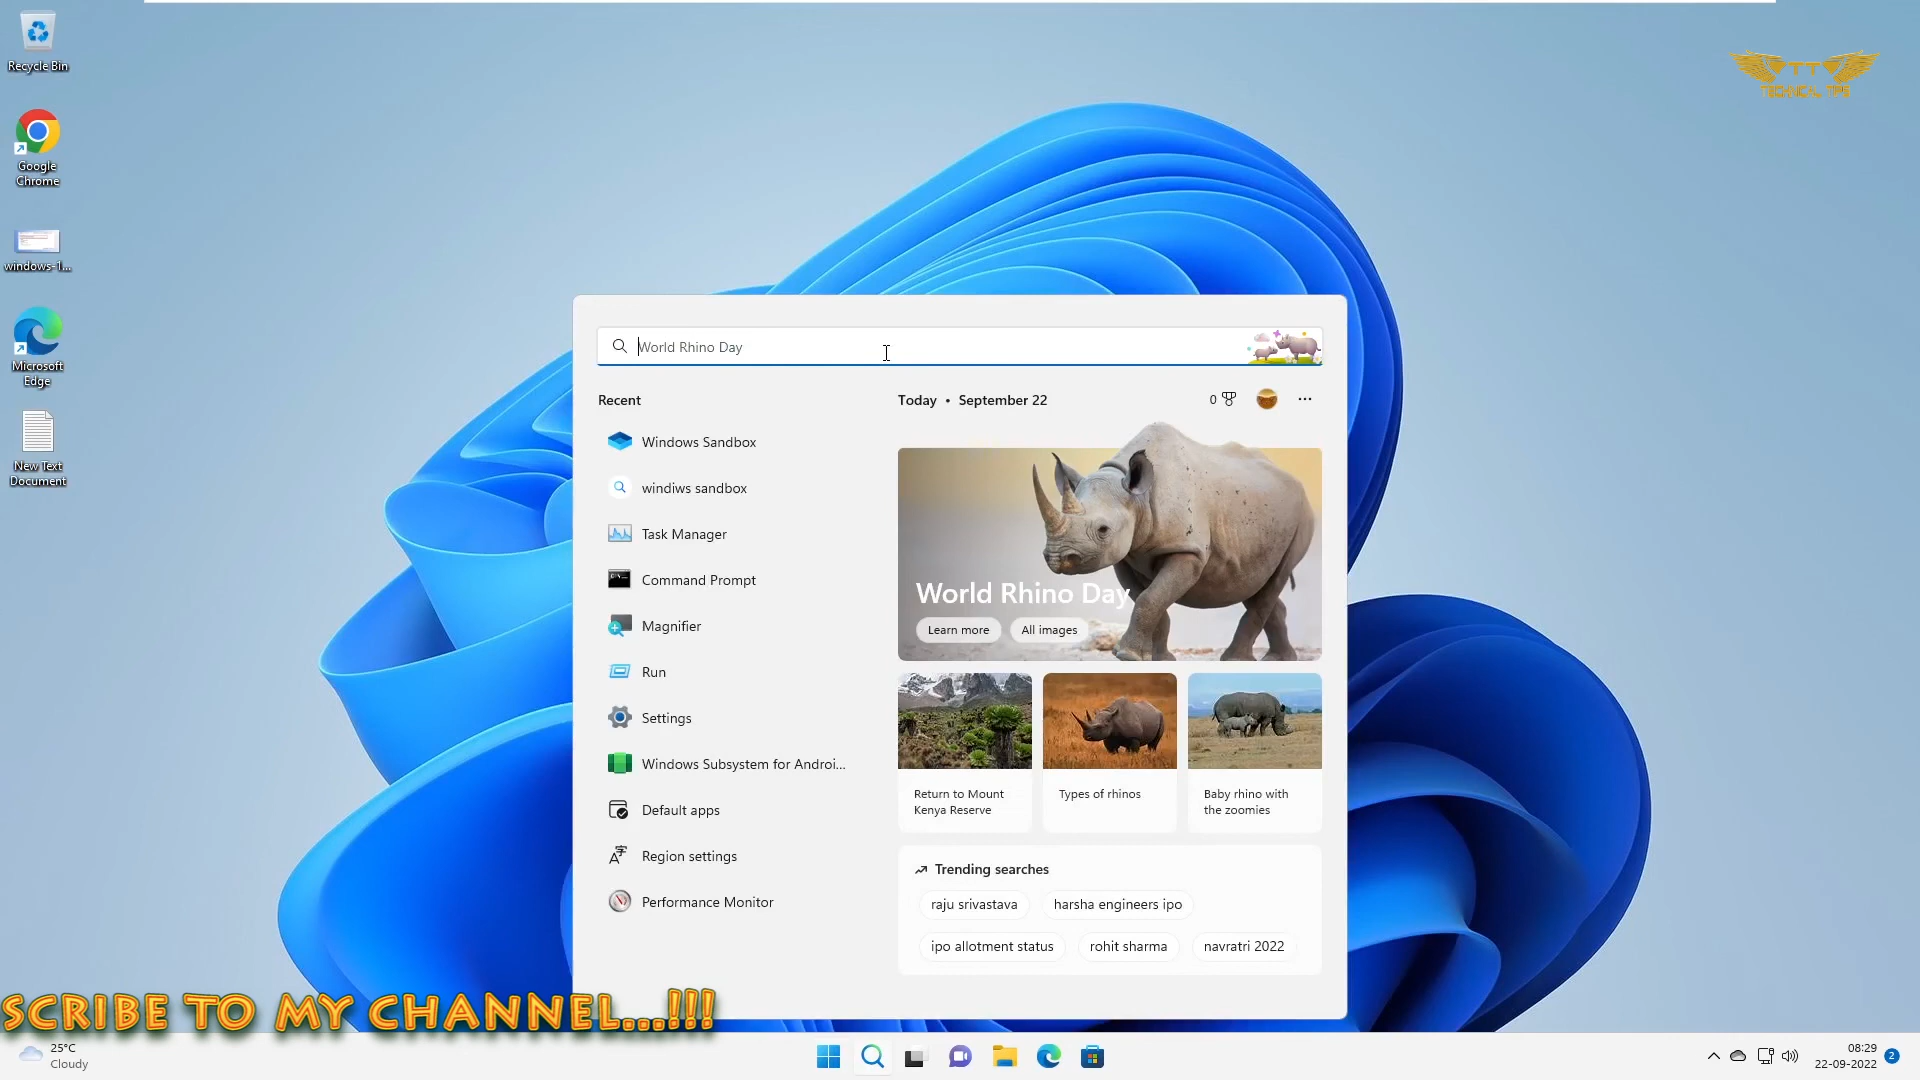 Recycle Bin
Google
Chrome
windows-1...
Microsoft
Edge
New Text
Document
TT
TECHNICAL TIPS
World Rhino Day
Recent
Windows Sandbox
windiws sandbox
Task Manager
Command Prompt
Magnifier
Run
Settings
Windows Subsystem for Androi...
Default apps
Region settings
Performance Monitor
Today • September 22
0
World Rhino Day
Learn more
All images
Return to Mount
Kenya Reserve
Types of rhinos
Baby rhino with
the zoomies
Trending searches
raju srivastava
harsha engineers ipo
ipo allotment status
rohit sharma
navratri 2022
SCRIBE TO MY CHANNEL...!!!
25°C
Cloudy
08:29
22-09-2022
2